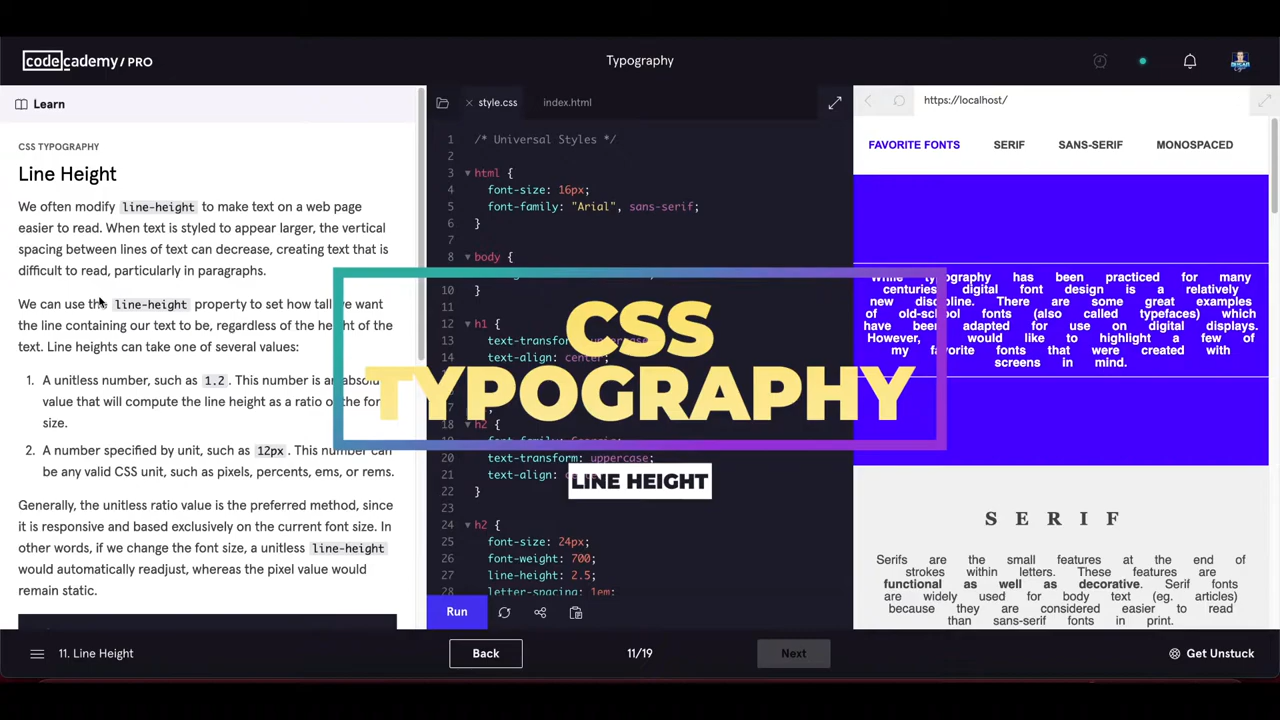 codecademy / PRO
Typography
Learn
CSS TYPOGRAPHY
Line Height
We often modify line-height to make text on a web page
easier to read. When text is styled to appear larger, the vertical
spacing between lines of text can decrease, creating text that is
difficult to read, particularly in paragraphs.
We can use the line-height property to set how tall we want
the line containing our text to be, regardless of the height of the
text. Line heights can take one of several values:
1. A unitless number, such as 1.2. This number is an absolu
value that will compute the line height as a ratio of the fon
size.
2. A number specified by unit, such as 12px. This number can
be any valid CSS unit, such as pixels, percents, ems, or rems.
Generally, the unitless ratio value is the preferred method, since
it is responsive and based exclusively on the current font size. In
other words, if we change the font size, a unitless line-height
would automatically readjust, whereas the pixel value would
remain static.
style.css
index.html
1 /* Universal Styles */
2
3 html {
4 font-size: 16px;
5 font-family: "Arial", sans-serif;
6 }
7
8 body {
10 }
11
12 h1 {
text-transform:
14 text-align: center;
18 h2 {
20 text-transform: uppercase;
21 text-align:
22 }
23
24 h2 {
25 font-size: 24px;
26 font-weight: 700;
27 line-height: 2.5;
letter-spacing: 1em;
CSS
TYPOGRAPHY
LINE HEIGHT
https://localhost/
FAVORITE FONTS SERIF SANS-SERIF MONOSPACED
While typography has been practiced for many
centuries, digital font design is a relatively
new discipline. There are some great examples
of old-school fonts (also called typefaces) which
have been adapted for use on digital displays.
However, would like to highlight a few of
my favorite fonts that were created with
screens in mind.
SERIF
Serifs are the small features at the end of
strokes within letters. These features are
functional as well as decorative. Serif fonts
are widely used for body text (eg. articles)
because they are considered easier to read
than sans-serif fonts in print.
Run
11. Line Height
Back
11/19
Next
Get Unstuck